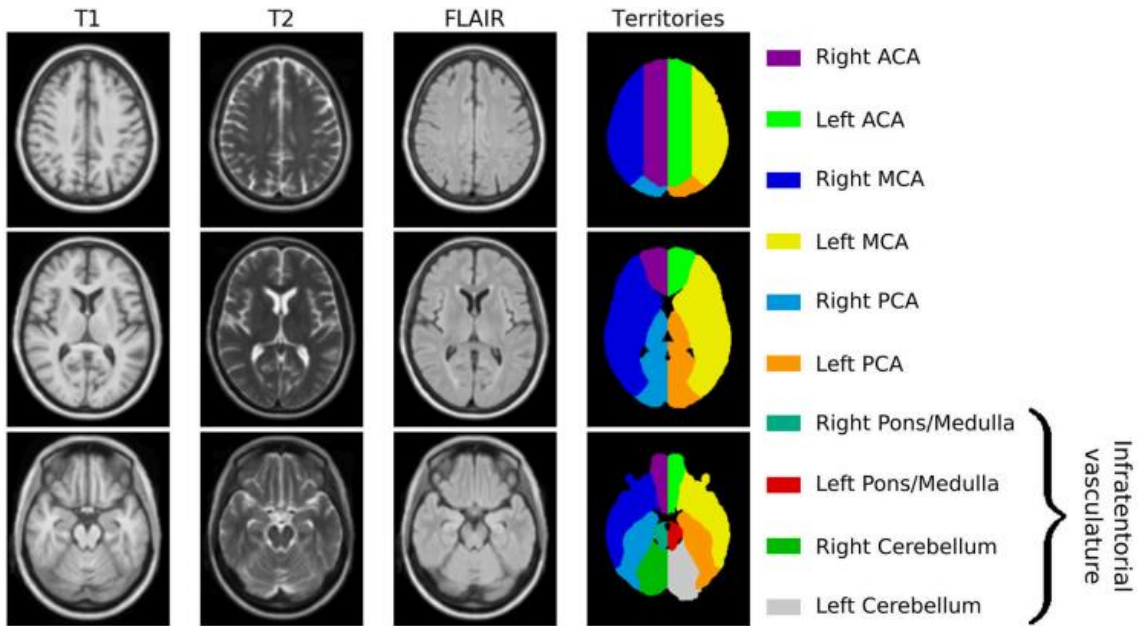 T1 T2 FLAIR Territories
Right ACA
Left ACA
Right MCA
Left MCA
Right PCA
Left PCA
Right Pons/Medulla
Left Pons/Medulla
Right Cerebellum
Left Cerebellum
Infratentorial
vasculature